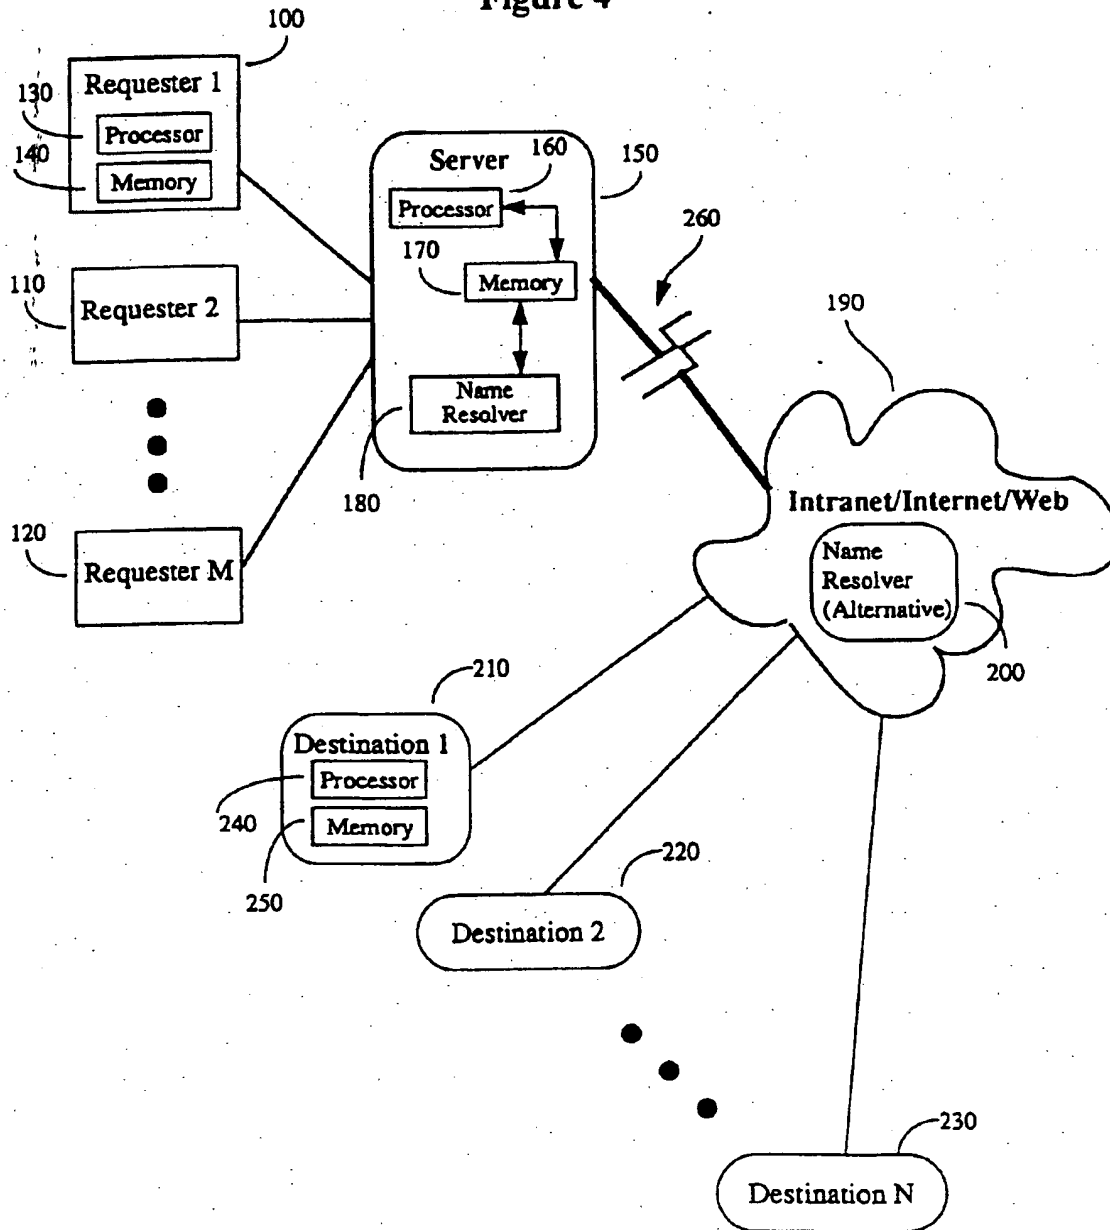 Figure 4
100
Requester 1
130
Processor
140
Memory
Server
160
150
Processor
170
Memory
260
110
Requester 2
190
Name
Resolver
180
Intranet/Internet/Web
120
Requester M
Name
Resolver
(Alternative)
200
210
Destination 1
Processor
240
Memory
250
220
Destination 2
230
Destination N